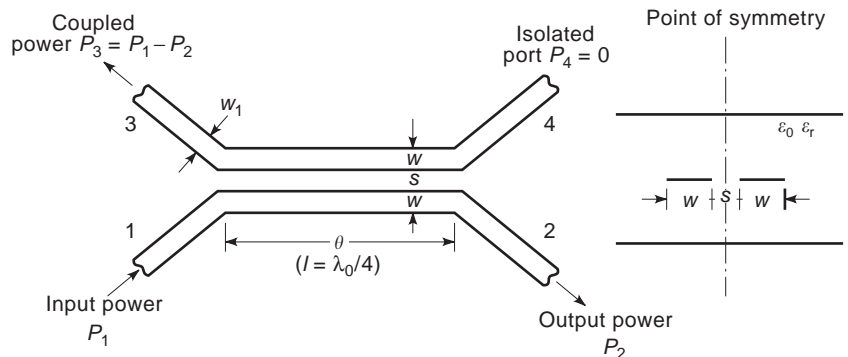 Coupled
power P₃ = P₁ – P₂
Isolated
port P₄ = 0
Point of symmetry
w₁
3
4
ε₀ εᵣ
w
s
w
w s w
1
2
θ
(l = λ₀/4)
Input power
P₁
Output power
P₂